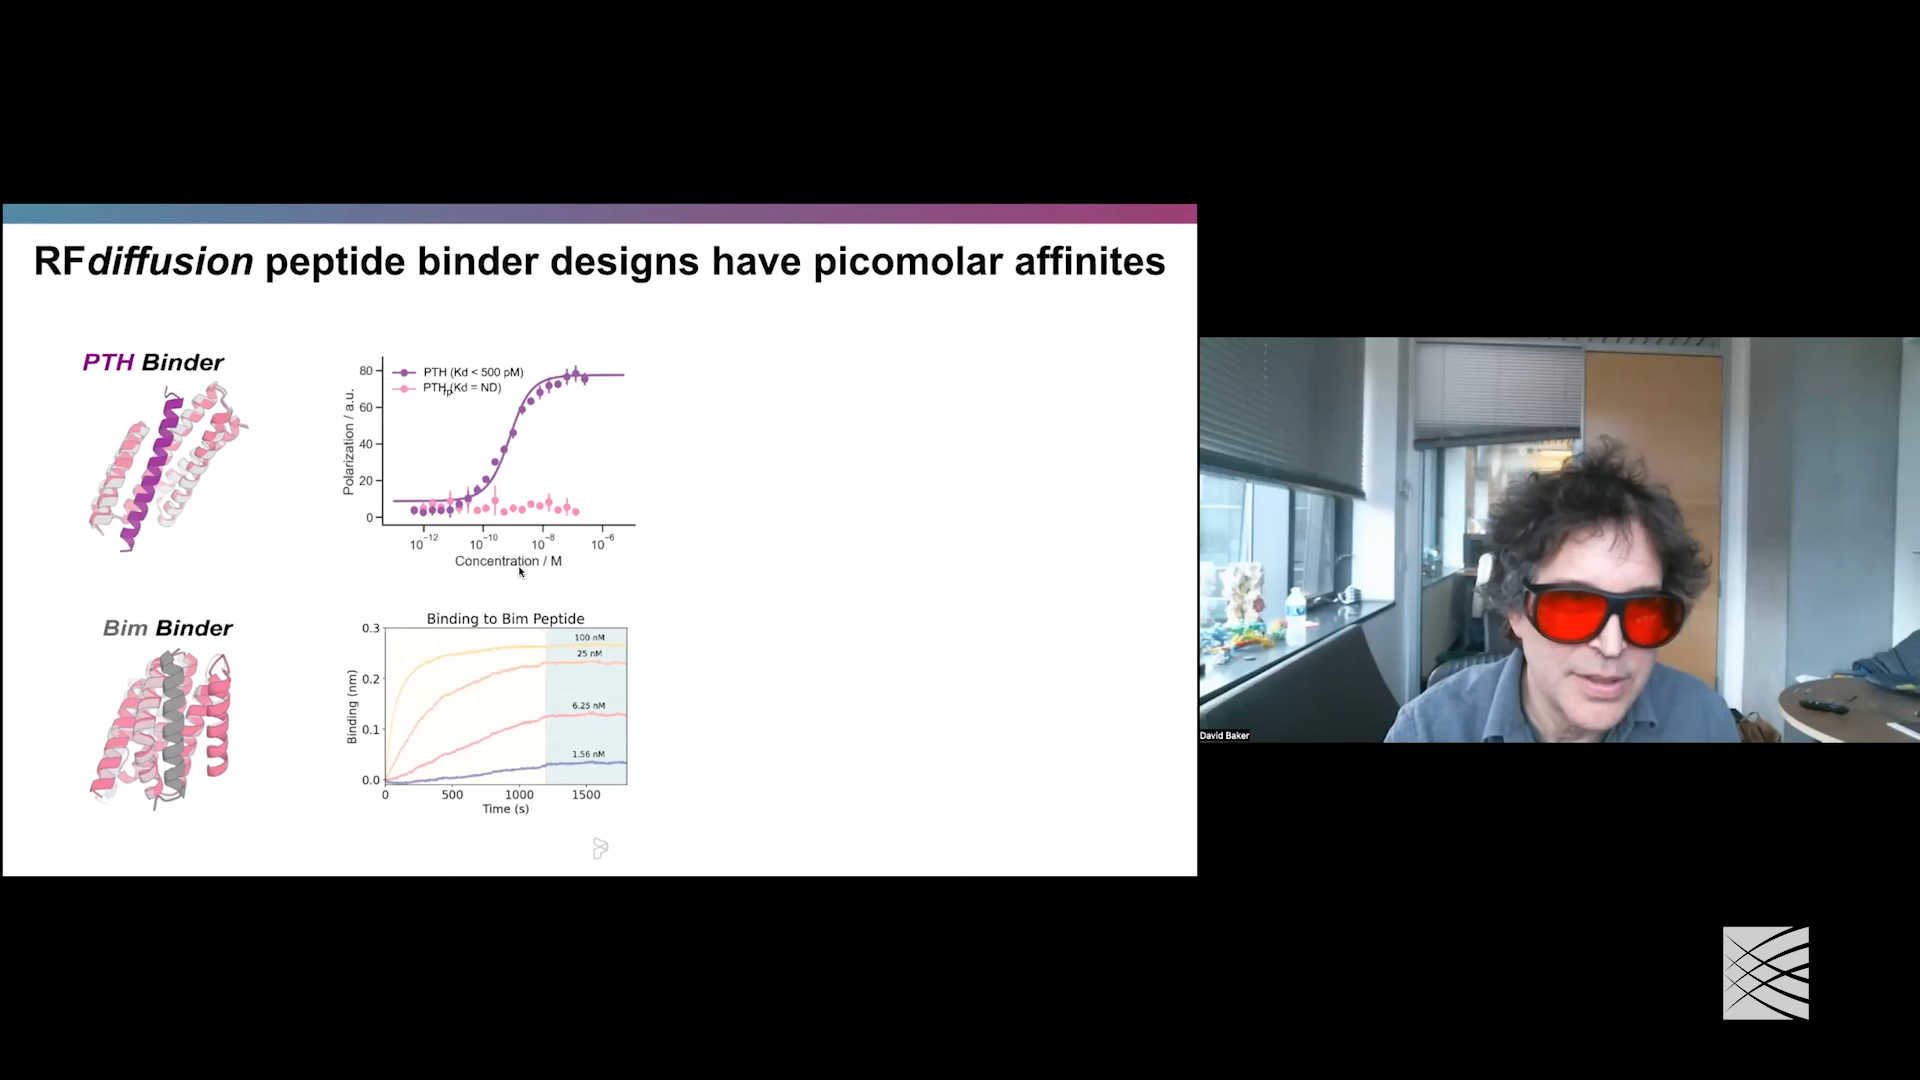 RFdiffusion peptide binder designs have picomolar affinites
PTH Binder
80
60
40
20
0
Polarization / a.u.
PTH (Kd < 500 pM)
PTHrp (Kd = ND)
10⁻¹² 10⁻¹⁰ 10⁻⁸ 10⁻⁶
Concentration / M
Bim Binder
Binding to Bim Peptide
0.3
0.2
0.1
0.0
Binding (nm)
100 nM
25 nM
6.25 nM
1.56 nM
0 500 1000 1500
Time (s)
David Baker